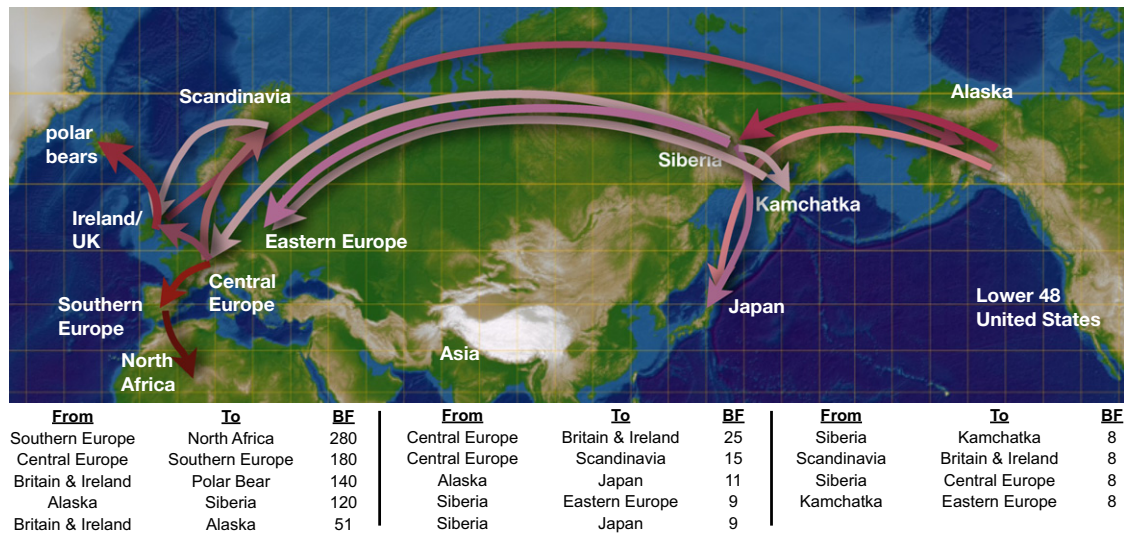 Scandinavia
Alaska
polar
bears
Siberia
Kamchatka
Ireland/
UK
Eastern Europe
Central
Europe
Southern
Europe
Japan
Lower 48
United States
Asia
North
Africa
From To BF
Southern Europe North Africa 280
Central Europe Southern Europe 180
Britain & Ireland Polar Bear 140
Alaska Siberia 120
Britain & Ireland Alaska 51
From To BF
Central Europe Britain & Ireland 25
Central Europe Scandinavia 15
Alaska Japan 11
Siberia Eastern Europe 9
Siberia Japan 9
From To BF
Siberia Kamchatka 8
Scandinavia Britain & Ireland 8
Siberia Central Europe 8
Kamchatka Eastern Europe 8